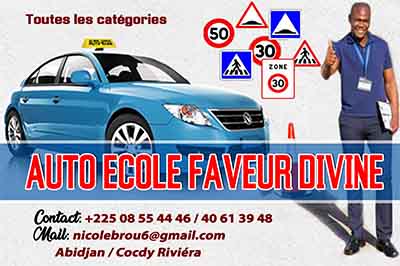 Toutes les catégories
AUTO-ECOLE
50
30
ZONE
30
AUTO ECOLE FAVEUR DIVINE
Contact: +225 08 55 44 46 / 40 61 39 48
Mail: nicolebrou6@gmail.com
Abidjan / Cocdy Riviéra